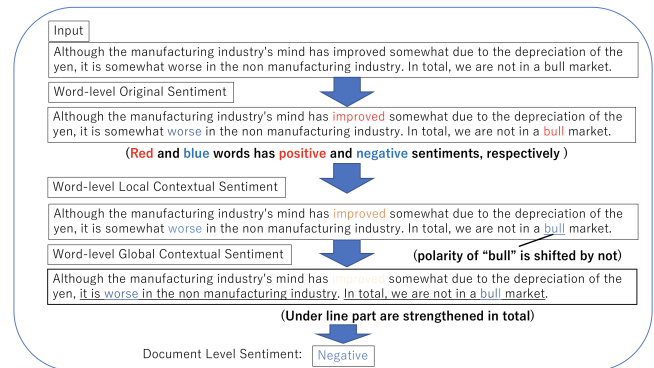 Input
Although the manufacturing industry's mind has improved somewhat due to the depreciation of the
yen, it is somewhat worse in the non manufacturing industry. In total, we are not in a bull market.
Word-level Original Sentiment
Although the manufacturing industry's mind has improved somewhat due to the depreciation of the
yen, it is somewhat worse in the non manufacturing industry. In total, we are not in a bull market.
(Red and blue words has positive and negative sentiments, respectively )
Word-level Local Contextual Sentiment
Although the manufacturing industry's mind has improved somewhat due to the depreciation of the
yen, it is somewhat worse in the non manufacturing industry. In total, we are not in a bull market.
Word-level Global Contextual Sentiment
(polarity of “bull” is shifted by not)
Although the manufacturing industry's mind has improved somewhat due to the depreciation of the
yen, it is worse in the non manufacturing industry. In total, we are not in a bull market.
(Under line part are strengthened in total)
Document Level Sentiment: Negative